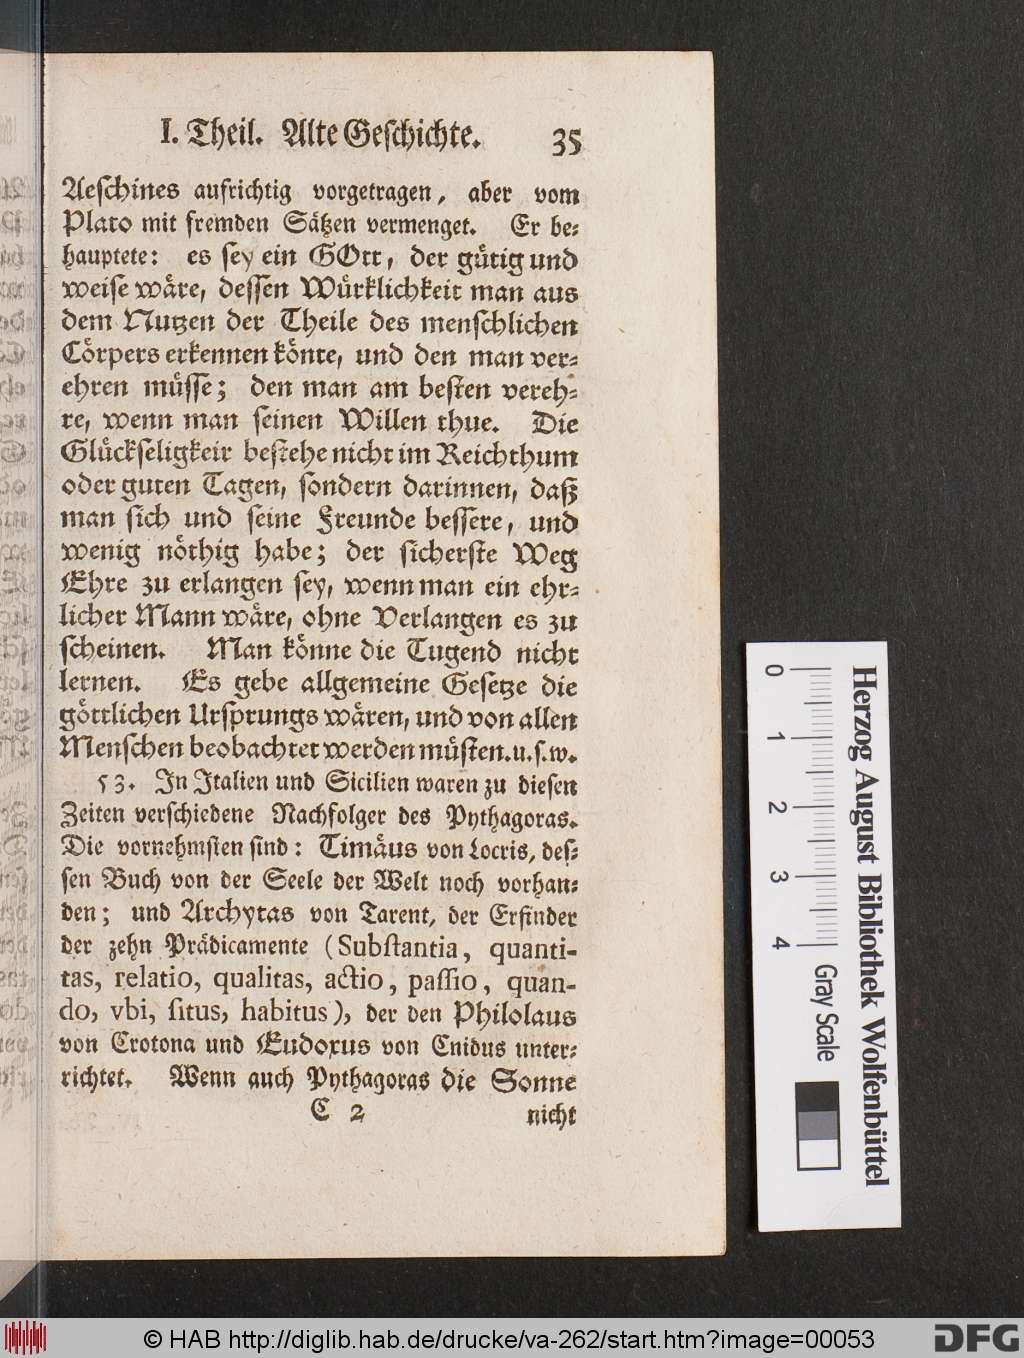 I. Theil. Alte Geschichte. 35
Aeschines aufrichtig vorgetragen, aber vom
Plato mit fremden Sätzen vermenget. Er be-
hauptete: es sey ein GOtt, der gütig und
weise wäre, dessen Würklichkeit man aus
dem Nutzen der Theile des menschlichen
Cörpers erkennen könte, und den man ver-
ehren müsse; den man am besten vereh-
re, wenn man seinen Willen thue. Die
Glückseligkeit bestehe nicht im Reichthum
oder guten Tagen, sondern darinnen, daß
man sich und seine Freunde bessere, und
wenig nöthig habe; der sicherste Weg
Ehre zu erlangen sey, wenn man ein ehr-
licher Mann wäre, ohne Verlangen es zu
scheinen. Man könne die Tugend nicht
lernen. Es gebe allgemeine Gesetze die
göttlichen Ursprungs wären, und von allen
Menschen beobachtet werden müsten. u. s. w.
53. In Italien und Sicilien waren zu diesen
Zeiten verschiedene Nachfolger des Pythagoras.
Die vornehmsten sind: Timäus von Locris, des-
sen Buch von der Seele der Welt noch vorhan-
den; und Archytas von Tarent, der Erfinder
der zehn Prädicamente (Substantia, quanti-
tas, relatio, qualitas, actio, passio, quan-
do, vbi, situs, habitus), der den Philolaus
von Crotona und Eudoxus von Cnidus unter-
richtet. Wenn auch Pythagoras die Sonne
C 2 nicht
0 1 2 3 4
Gray Scale
Herzog August Bibliothek Wolfenbüttel
© HAB http://diglib.hab.de/drucke/va-262/start.htm?image=00053
DFG